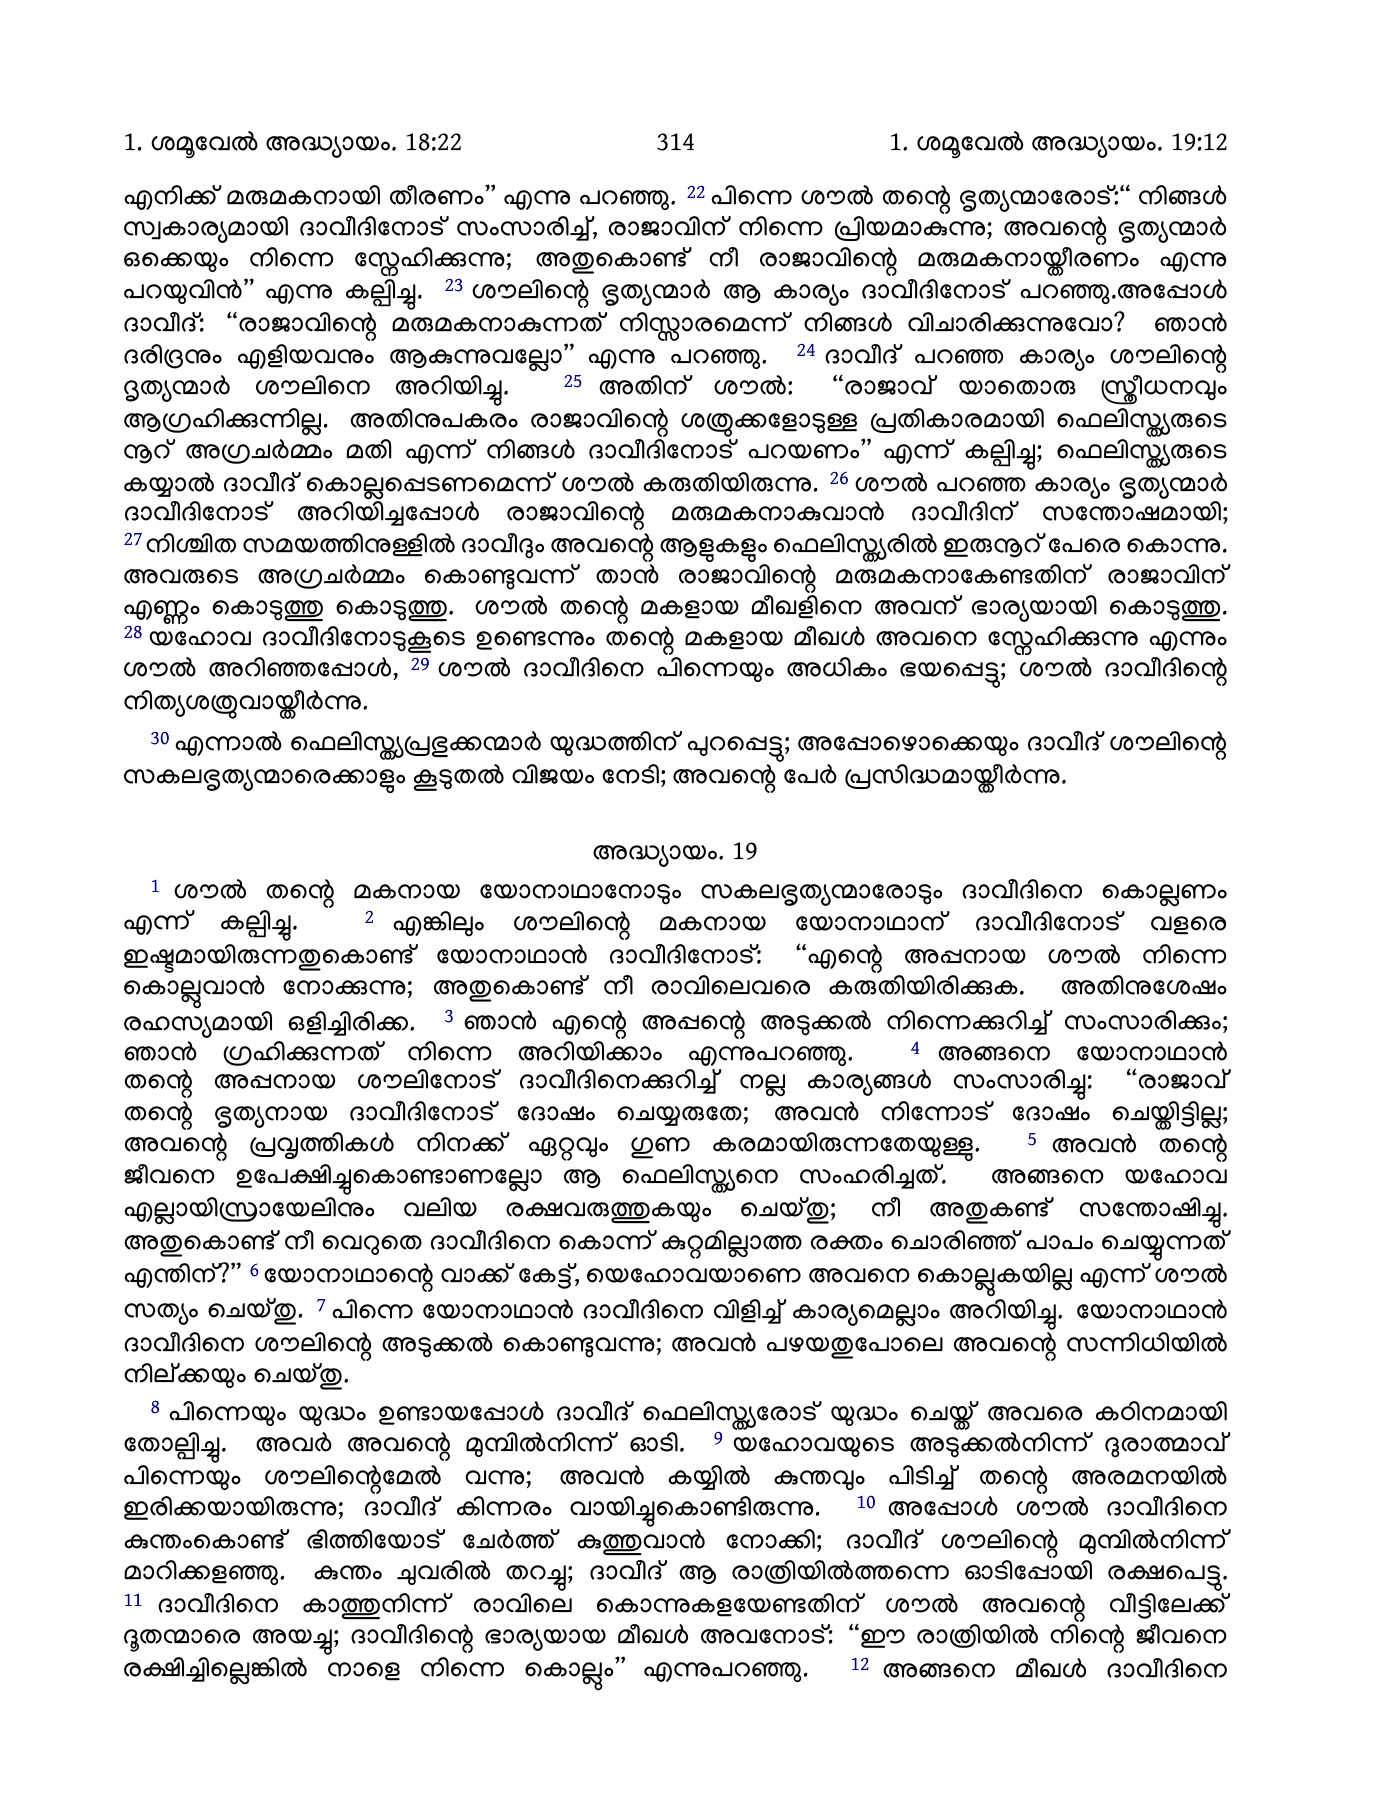 1. ശമൂവേൽ അദ്ധ്യായം. 18:22 314 1. ശമൂവേൽ അദ്ധ്യായം. 19:12
എനിക്ക് മരുമകനായി തീരണം” എന്നു പറഞ്ഞു. 22 പിന്നെ ശൗൽ തന്റെ ഭൃത്യന്മാരോട്:“ നിങ്ങൾ
സ്വകാര്യമായി ദാവീദിനോട് സംസാരിച്ച്, രാജാവിന് നിന്നെ പ്രിയമാകുന്നു; അവന്റെ ഭൃത്യന്മാർ
ഒക്കെയും നിന്നെ സ്നേഹിക്കുന്നു; അതുകൊണ്ട് നീ രാജാവിന്റെ മരുമകനായ്തീരണം എന്നു
പറയുവിൻ” എന്നു കല്പിച്ചു. 23 ശൗലിന്റെ ഭൃത്യന്മാർ ആ കാര്യം ദാവീദിനോട് പറഞ്ഞു.അപ്പോൾ
ദാവീദ്: “രാജാവിന്റെ മരുമകനാകുന്നത് നിസ്സാരമെന്ന് നിങ്ങൾ വിചാരിക്കുന്നുവോ? ഞാൻ
ദരിദ്രനും എളിയവനും ആകുന്നുവല്ലോ” എന്നു പറഞ്ഞു. 24 ദാവീദ് പറഞ്ഞ കാര്യം ശൗലിന്റെ
ദൃത്യന്മാർ ശൗലിനെ അറിയിച്ചു. 25 അതിന് ശൗൽ: “രാജാവ് യാതൊരു സ്ത്രീധനവും
ആഗ്രഹിക്കുന്നില്ല. അതിനുപകരം രാജാവിന്റെ ശത്രുക്കളോടുള്ള പ്രതികാരമായി ഫെലിസ്ത്യരുടെ
നൂറ് അഗ്രചർമ്മം മതി എന്ന് നിങ്ങൾ ദാവീദിനോട് പറയണം” എന്ന് കല്പിച്ചു; ഫെലിസ്ത്യരുടെ
കയ്യാൽ ദാവീദ് കൊല്ലപ്പെടണമെന്ന് ശൗൽ കരുതിയിരുന്നു. 26 ശൗൽ പറഞ്ഞ കാര്യം ഭൃത്യന്മാർ
ദാവീദിനോട് അറിയിച്ചപ്പോൾ രാജാവിന്റെ മരുമകനാകുവാൻ ദാവീദിന് സന്തോഷമായി;
27 നിശ്ചിത സമയത്തിനുള്ളിൽ ദാവീദും അവന്റെ ആളുകളും ഫെലിസ്ത്യരിൽ ഇരുനൂറ് പേരെ കൊന്നു.
അവരുടെ അഗ്രചർമ്മം കൊണ്ടുവന്ന് താൻ രാജാവിന്റെ മരുമകനാകേണ്ടതിന് രാജാവിന്
എണ്ണം കൊടുത്തു കൊടുത്തു. ശൗൽ തന്റെ മകളായ മീഖളിനെ അവന് ഭാര്യയായി കൊടുത്തു.
28 യഹോവ ദാവീദിനോടുകൂടെ ഉണ്ടെന്നും തന്റെ മകളായ മീഖൾ അവനെ സ്നേഹിക്കുന്നു എന്നും
ശൗൽ അറിഞ്ഞപ്പോൾ, 29 ശൗൽ ദാവീദിനെ പിന്നെയും അധികം ഭയപ്പെട്ടു; ശൗൽ ദാവീദിന്റെ
നിത്യശത്രുവായ്ത്തീർന്നു.
30 എന്നാൽ ഫെലിസ്ത്യപ്രഭുക്കന്മാർ യുദ്ധത്തിന് പുറപ്പെട്ടു; അപ്പോഴൊക്കെയും ദാവീദ് ശൗലിന്റെ
സകലഭൃത്യന്മാരെക്കാളും കൂടുതൽ വിജയം നേടി; അവന്റെ പേർ പ്രസിദ്ധമായ്ത്തീർന്നു.
അദ്ധ്യായം. 19
1 ശൗൽ തന്റെ മകനായ യോനാഥാനോടും സകലഭൃത്യന്മാരോടും ദാവീദിനെ കൊല്ലണം
എന്ന് കല്പിച്ചു. 2 എങ്കിലും ശൗലിന്റെ മകനായ യോനാഥാന് ദാവീദിനോട് വളരെ
ഇഷ്ടമായിരുന്നതുകൊണ്ട് യോനാഥാൻ ദാവീദിനോട്: “എന്റെ അപ്പനായ ശൗൽ നിന്നെ
കൊല്ലുവാൻ നോക്കുന്നു; അതുകൊണ്ട് നീ രാവിലെവരെ കരുതിയിരിക്കുക. അതിനുശേഷം
രഹസ്യമായി ഒളിച്ചിരിക്ക. 3 ഞാൻ എന്റെ അപ്പന്റെ അടുക്കൽ നിന്നെക്കുറിച്ച് സംസാരിക്കും;
ഞാൻ ഗ്രഹിക്കുന്നത് നിന്നെ അറിയിക്കാം എന്നുപറഞ്ഞു. 4 അങ്ങനെ യോനാഥാൻ
തന്റെ അപ്പനായ ശൗലിനോട് ദാവീദിനെക്കുറിച്ച് നല്ല കാര്യങ്ങൾ സംസാരിച്ചു: “രാജാവ്
തന്റെ ഭൃത്യനായ ദാവീദിനോട് ദോഷം ചെയ്യരുതേ; അവൻ നിന്നോട് ദോഷം ചെയ്തിട്ടില്ല;
അവന്റെ പ്രവൃത്തികൾ നിനക്ക് ഏറ്റവും ഗുണ കരമായിരുന്നതേയുള്ളു. 5 അവൻ തന്റെ
ജീവനെ ഉപേക്ഷിച്ചുകൊണ്ടാണല്ലോ ആ ഫെലിസ്ത്യനെ സംഹരിച്ചത്. അങ്ങനെ യഹോവ
എല്ലായിസ്രായേലിനും വലിയ രക്ഷവരുത്തുകയും ചെയ്തു; നീ അതുകണ്ട് സന്തോഷിച്ചു.
അതുകൊണ്ട് നീ വെറുതെ ദാവീദിനെ കൊന്ന് കുറ്റമില്ലാത്ത രക്തം ചൊരിഞ്ഞ് പാപം ചെയ്യുന്നത്
എന്തിന്?” 6 യോനാഥാന്റെ വാക്ക് കേട്ട്, യെഹോവയാണെ അവനെ കൊല്ലുകയില്ല എന്ന് ശൗൽ
സത്യം ചെയ്തു. 7 പിന്നെ യോനാഥാൻ ദാവീദിനെ വിളിച്ച് കാര്യമെല്ലാം അറിയിച്ചു. യോനാഥാൻ
ദാവീദിനെ ശൗലിന്റെ അടുക്കൽ കൊണ്ടുവന്നു; അവൻ പഴയതുപോലെ അവന്റെ സന്നിധിയിൽ
നില്ക്കയും ചെയ്തു.
8 പിന്നെയും യുദ്ധം ഉണ്ടായപ്പോൾ ദാവീദ് ഫെലിസ്ത്യരോട് യുദ്ധം ചെയ്ത് അവരെ കഠിനമായി
തോല്പിച്ചു. അവർ അവന്റെ മുമ്പിൽനിന്ന് ഓടി. 9 യഹോവയുടെ അടുക്കൽനിന്ന് ദുരാത്മാവ്
പിന്നെയും ശൗലിന്റെമേൽ വന്നു; അവൻ കയ്യിൽ കുന്തവും പിടിച്ച് തന്റെ അരമനയിൽ
ഇരിക്കയായിരുന്നു; ദാവീദ് കിന്നരം വായിച്ചുകൊണ്ടിരുന്നു. 10 അപ്പോൾ ശൗൽ ദാവീദിനെ
കുന്തംകൊണ്ട് ഭിത്തിയോട് ചേർത്ത് കുത്തുവാൻ നോക്കി; ദാവീദ് ശൗലിന്റെ മുമ്പിൽനിന്ന്
മാറിക്കളഞ്ഞു. കുന്തം ചുവരിൽ തറച്ചു; ദാവീദ് ആ രാത്രിയിൽത്തന്നെ ഓടിപ്പോയി രക്ഷപെട്ടു.
11 ദാവീദിനെ കാത്തുനിന്ന് രാവിലെ കൊന്നുകളയേണ്ടതിന് ശൗൽ അവന്റെ വീട്ടിലേക്ക്
ദൂതന്മാരെ അയച്ചു; ദാവീദിന്റെ ഭാര്യയായ മീഖൾ അവനോട്: “ഈ രാത്രിയിൽ നിന്റെ ജീവനെ
രക്ഷിച്ചില്ലെങ്കിൽ നാളെ നിന്നെ കൊല്ലും” എന്നുപറഞ്ഞു. 12 അങ്ങനെ മീഖൾ ദാവീദിനെ